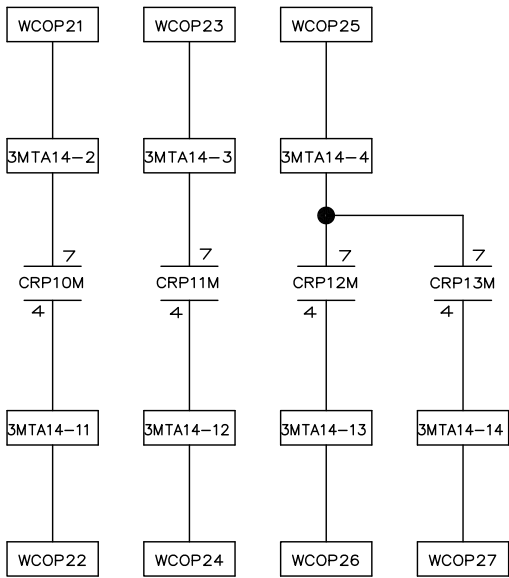 WCOP21 WCOP23 WCOP25
3MTA14-2 3MTA14-3 3MTA14-4
7 7 7 7
CRP10M CRP11M CRP12M CRP13M
4 4 4 4
3MTA14-11 3MTA14-12 3MTA14-13 3MTA14-14
WCOP22 WCOP24 WCOP26 WCOP27